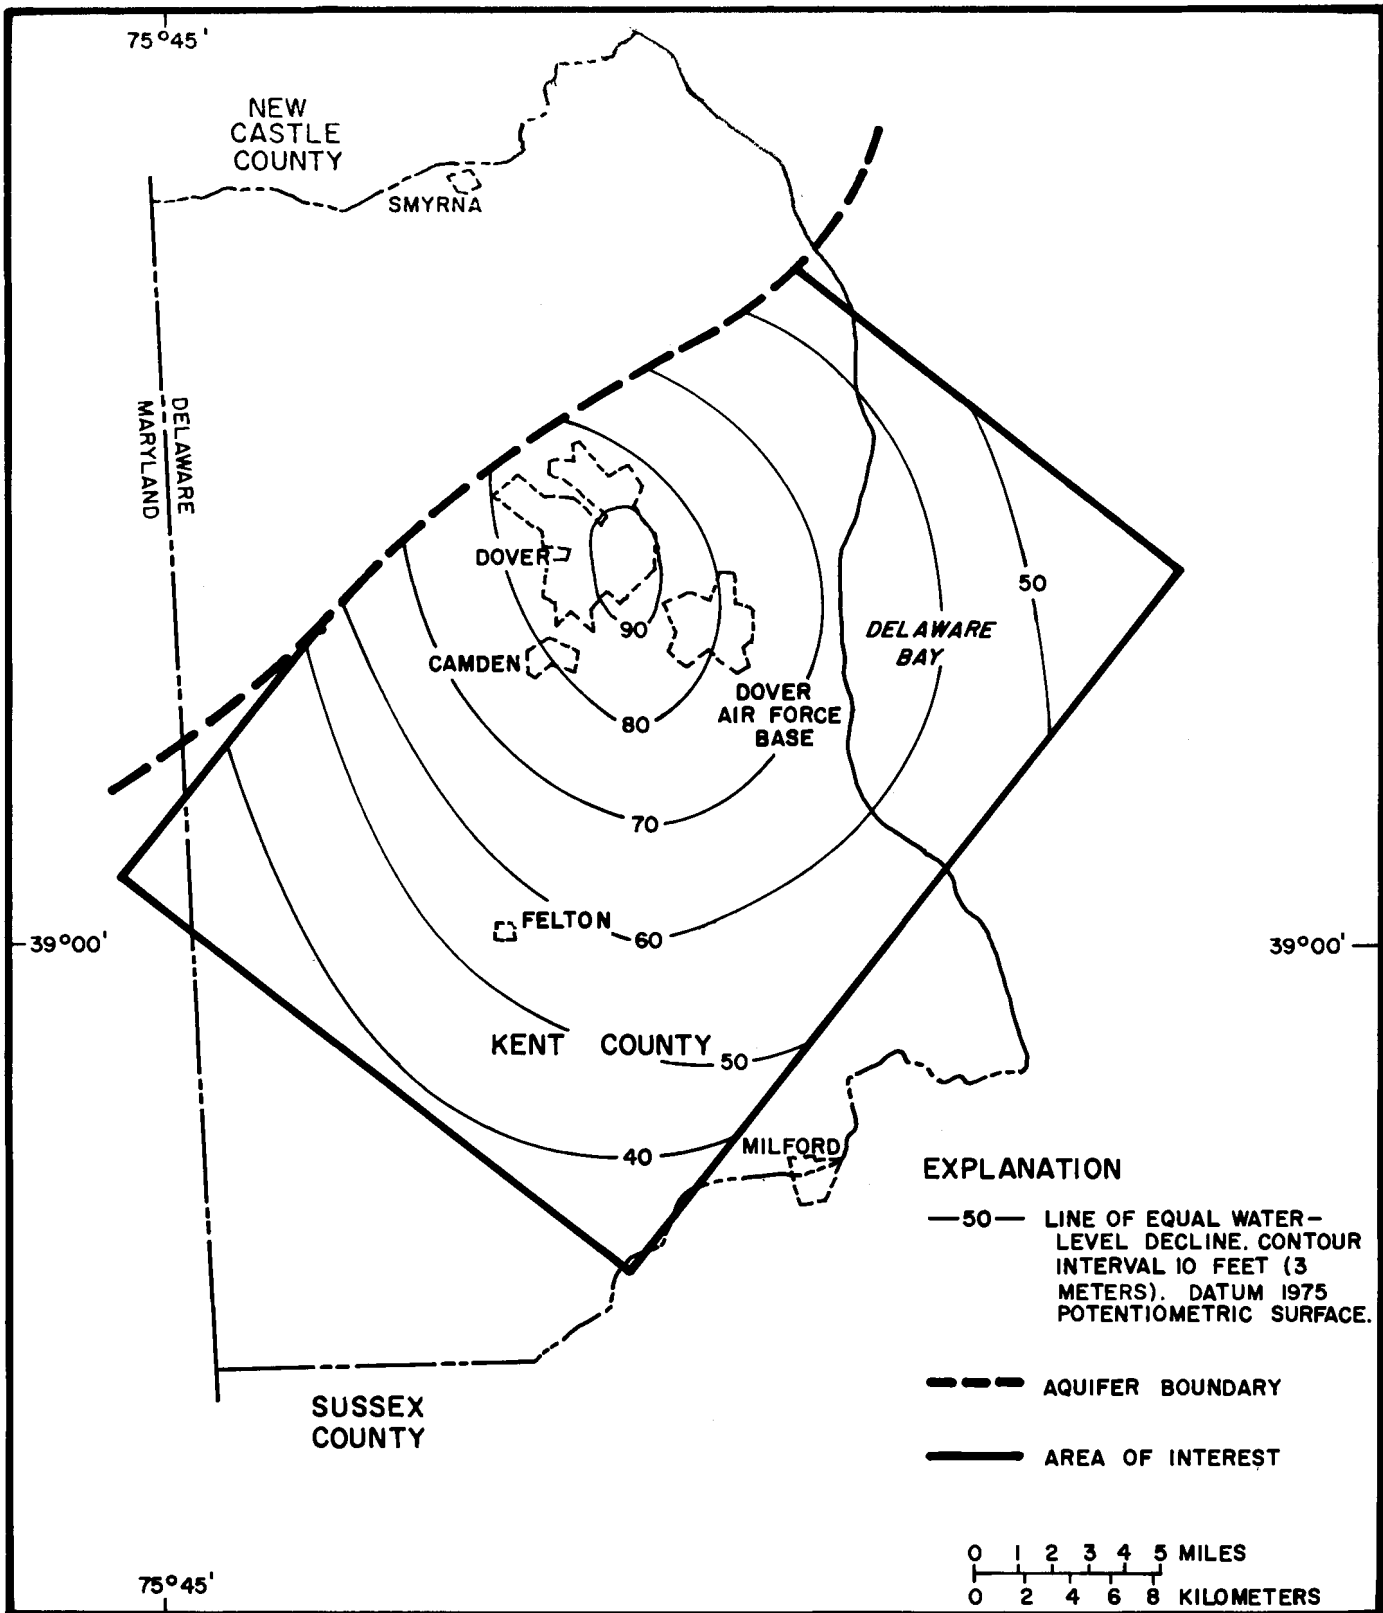 75°45'
NEW
CASTLE
COUNTY
SMYRNA
DELAWARE
MARYLAND
DOVER
50
90
DELAWARE
BAY
CAMDEN
DOVER
AIR FORCE
BASE
80
70
FELTON
60
39°00'
39°00'
KENT COUNTY
50
40
MILFORD
EXPLANATION
—50— LINE OF EQUAL WATER-
LEVEL DECLINE. CONTOUR
INTERVAL 10 FEET (3
METERS). DATUM 1975
POTENTIOMETRIC SURFACE.
AQUIFER BOUNDARY
SUSSEX
COUNTY
AREA OF INTEREST
0 1 2 3 4 5 MILES
0 2 4 6 8 KILOMETERS
75°45'